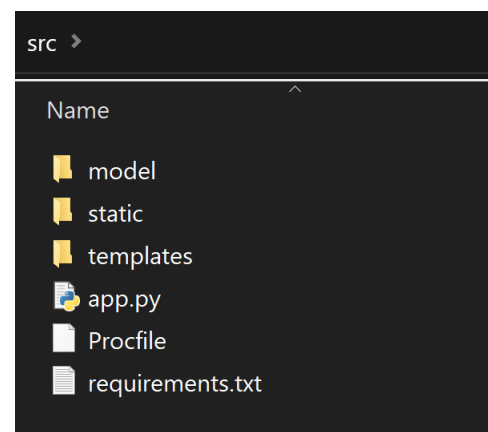 src >
Name
model
static
templates
app.py
Procfile
requirements.txt